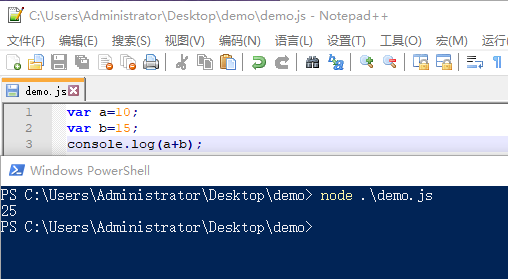 C:\Users\Administrator\Desktop\demo\demo.js - Notepad++
文件(F) 编辑(E) 搜索(S) 视图(V) 编码(N) 语言(L) 设置(T) 工具(O) 宏(M) 运行
demo.js
1 var a=10;
2 var b=15;
3 console.log(a+b);
Windows PowerShell
PS C:\Users\Administrator\Desktop\demo> node .\demo.js
25
PS C:\Users\Administrator\Desktop\demo>